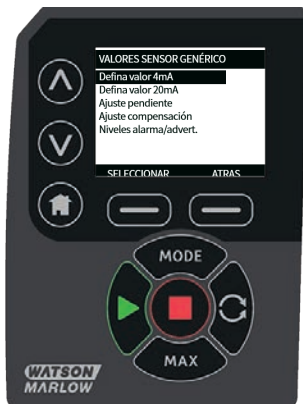 VALORES SENSOR GENÉRICO
Defina valor 4mA
Defina valor 20mA
Ajuste pendiente
Ajuste compensación
Niveles alarma/advert.
SELECCIONAR ATRAS
MODE
MAX
WATSON
MARLOW